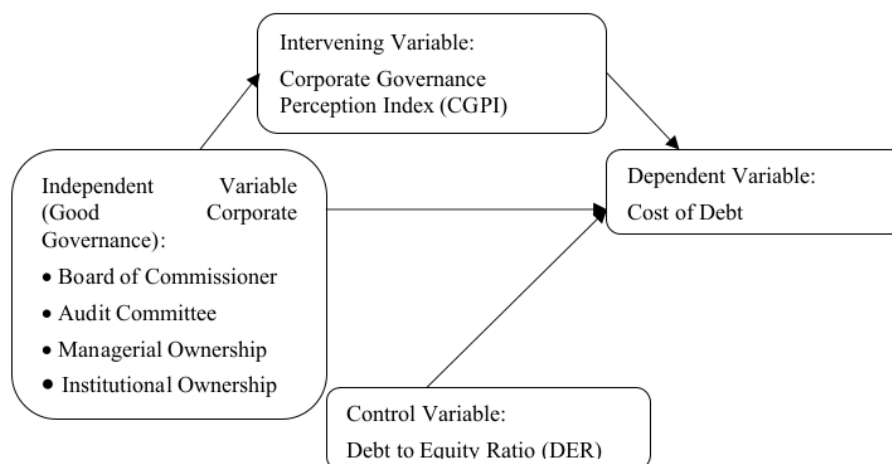 Intervening Variable:
Corporate Governance
Perception Index (CGPI)
Independent Variable
(Good Corporate
Governance):
• Board of Commissioner
• Audit Committee
• Managerial Ownership
• Institutional Ownership
Dependent Variable:
Cost of Debt
Control Variable:
Debt to Equity Ratio (DER)